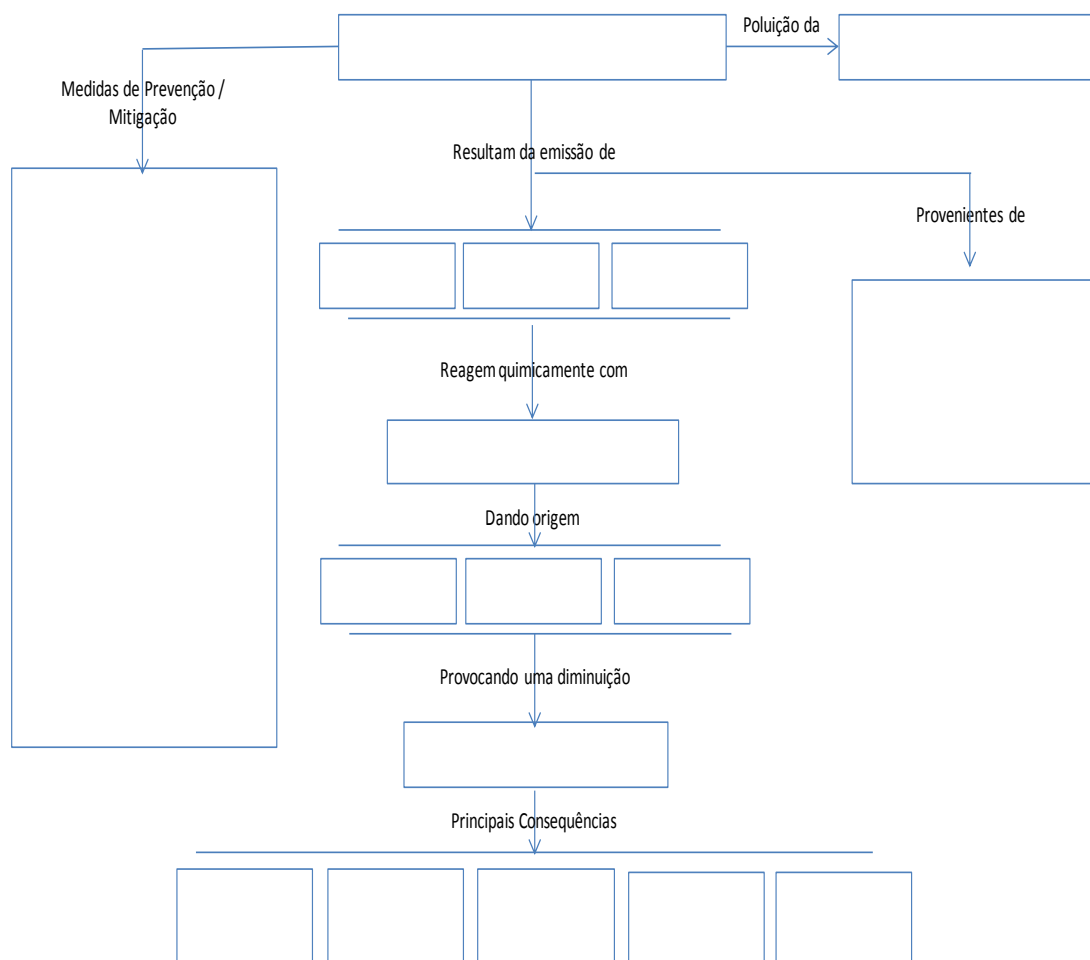 Poluição da
Medidas de Prevenção /
Mitigação
Resultam da emissão de
Provenientes de
Reagem quimicamente com
Dando origem
Provocando uma diminuição
Principais Consequências